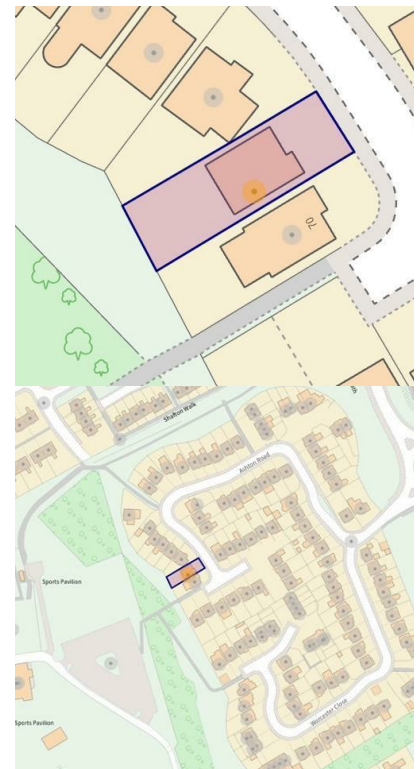 70
Shafton Walk
Ashton Road
Sports Pavilion
Sports Pavilion
Worcester Close